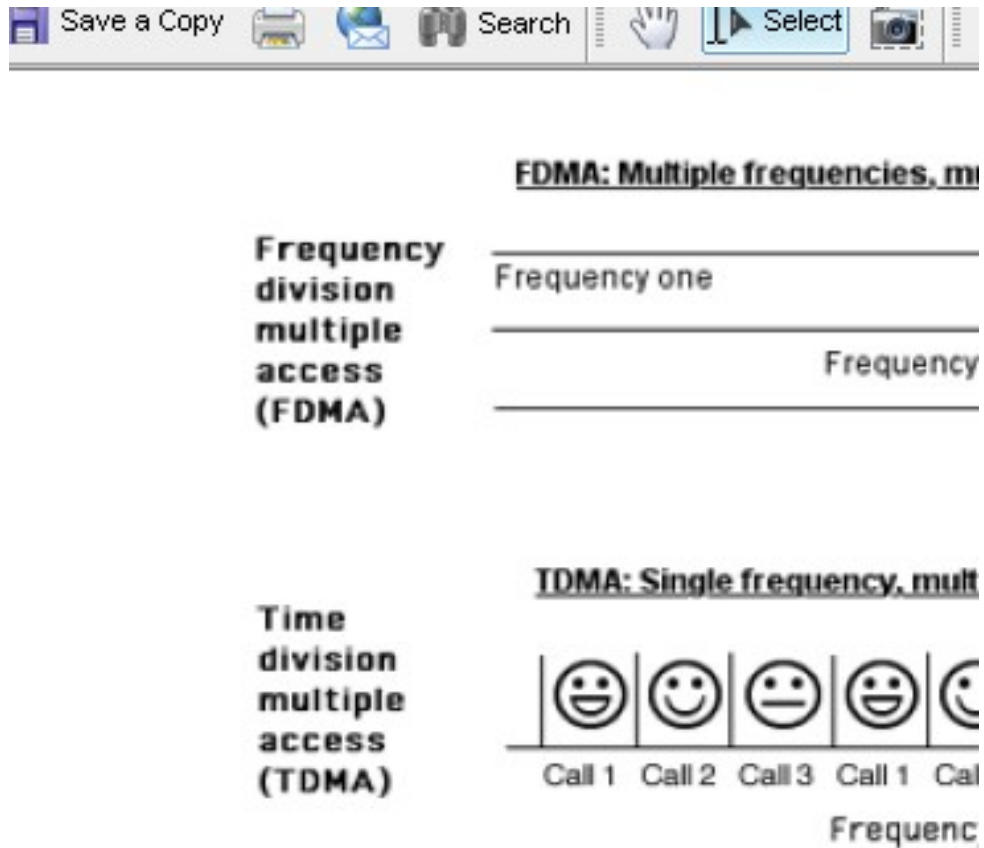 Save a Copy Search Select
FDMA: Multiple frequencies,
Frequency
division
multiple
access
(FDMA)
Frequency one
Frequency
TDMA: Single frequency,
Time
division
multiple
access
(TDMA)
Call 1 Call 2 Call 3 Call 1